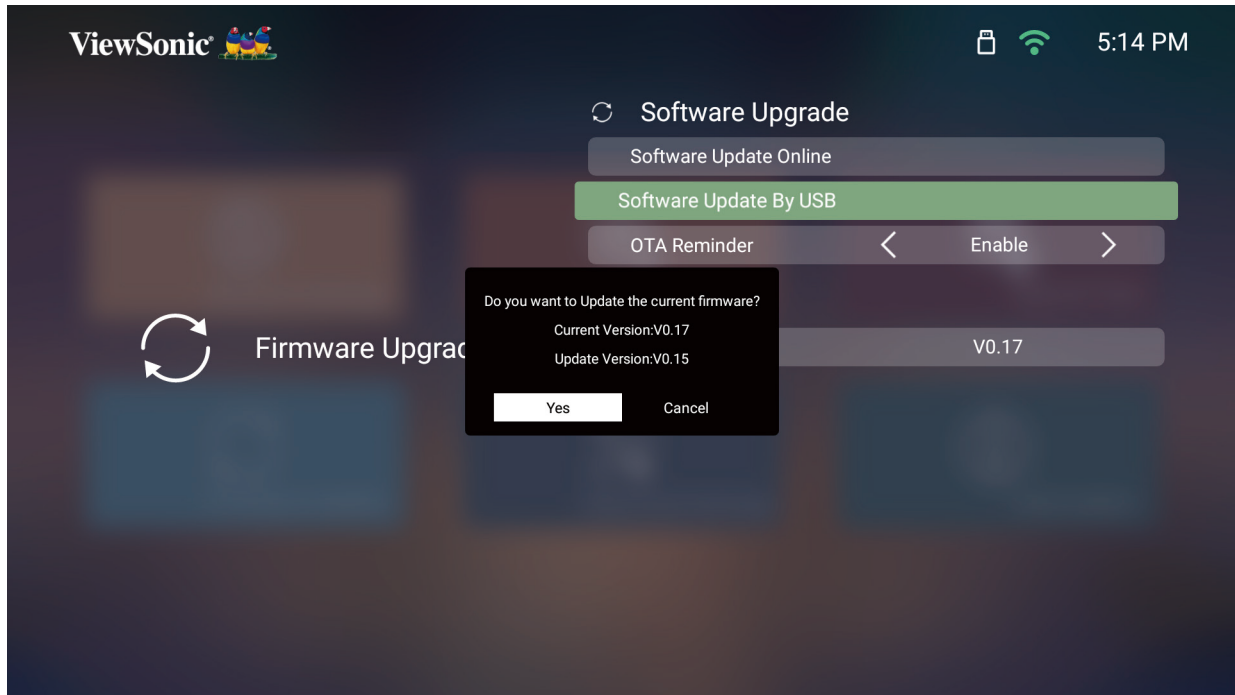 ViewSonic®
5:14 PM
Software Upgrade
Software Update Online
Software Update By USB
OTA Reminder
Enable
Do you want to Update the current firmware?
Current Version:V0.17
Update Version:V0.15
Firmware Upgrad
V0.17
Yes
Cancel